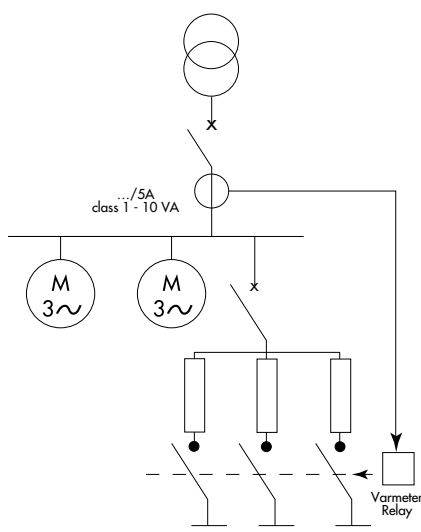 .../5A
class 1 - 10 VA
M
3~
M
3~
Varmeter
Relay